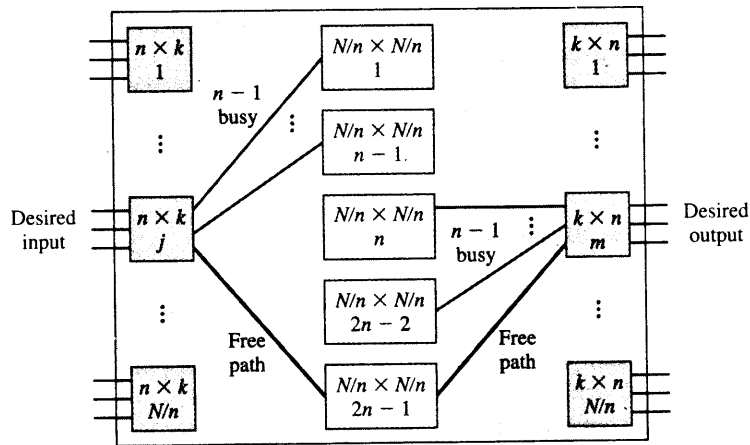 n × k
1
N/n × N/n
1
k × n
1
n − 1
busy
N/n × N/n
n − 1
Desired
input
n × k
j
N/n × N/n
n
n − 1
busy
k × n
m
Desired
output
N/n × N/n
2n − 2
Free
path
Free
path
n × k
N/n
N/n × N/n
2n − 1
k × n
N/n